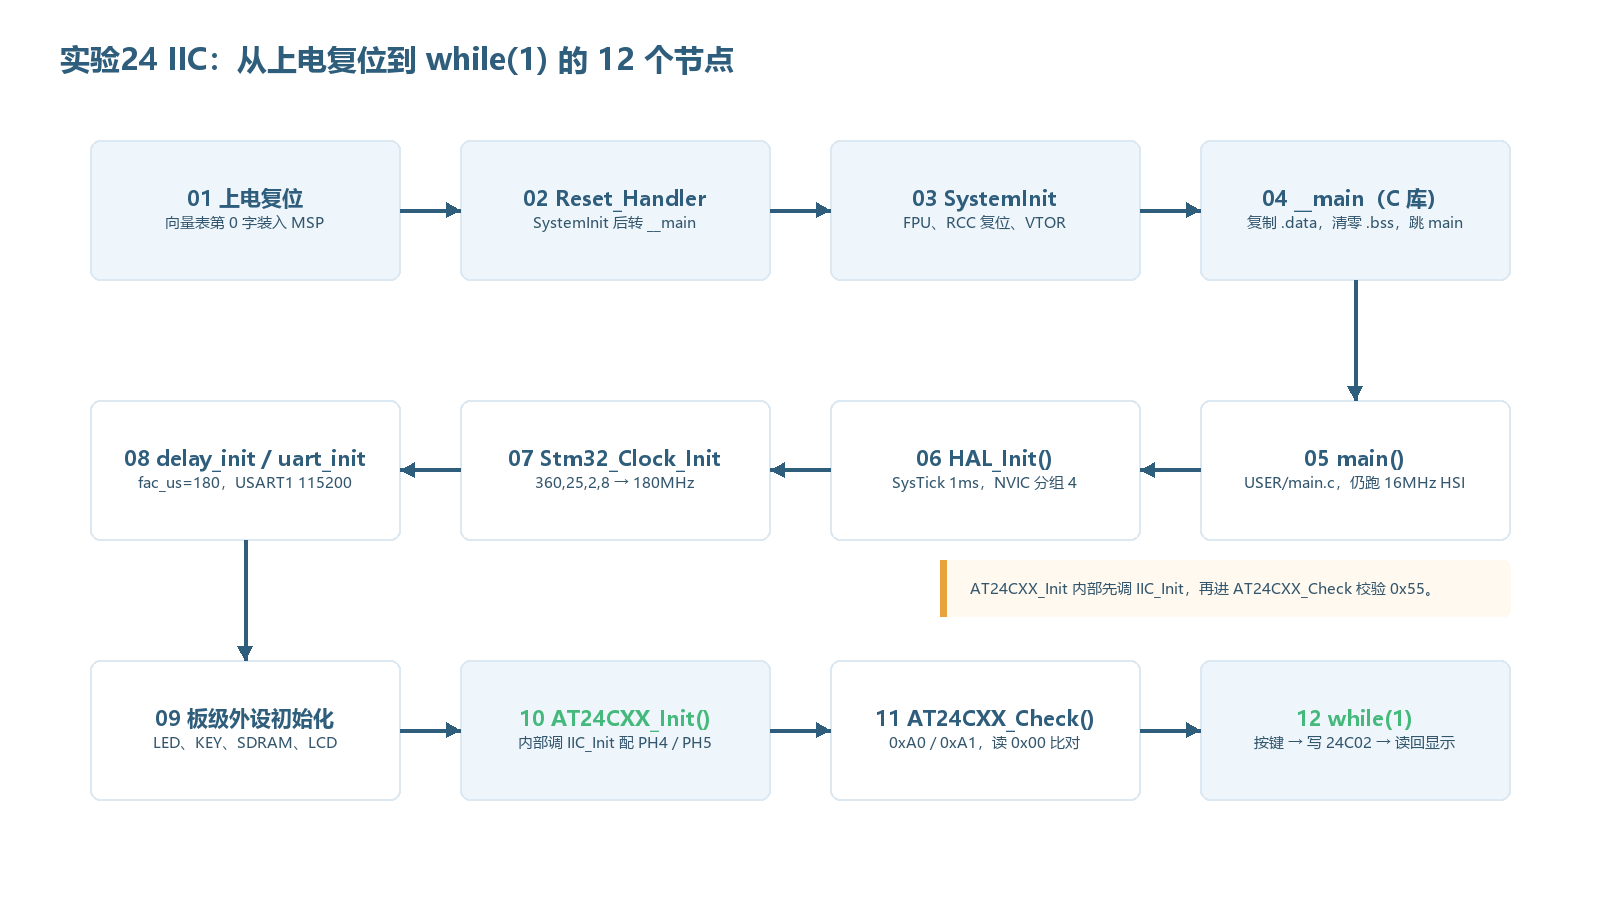 实验24 IIC：从上电复位到 while(1) 的 12 个节点
01 上电复位
向量表第 0 字装入 MSP
02 Reset_Handler
SystemInit 后转 __main
03 SystemInit
FPU、RCC 复位、VTOR
04 __main（C 库）
复制 .data，清零 .bss，跳 main
05 main()
USER/main.c，仍跑 16MHz HSI
06 HAL_Init()
SysTick 1ms，NVIC 分组 4
07 Stm32_Clock_Init
360,25,2,8 → 180MHz
08 delay_init / uart_init
fac_us=180，USART1 115200
AT24CXX_Init 内部先调 IIC_Init，再进 AT24CXX_Check 校验 0x55。
09 板级外设初始化
LED、KEY、SDRAM、LCD
10 AT24CXX_Init()
内部调 IIC_Init 配 PH4 / PH5
11 AT24CXX_Check()
0xA0 / 0xA1，读 0x00 比对
12 while(1)
按键 → 写 24C02 → 读回显示